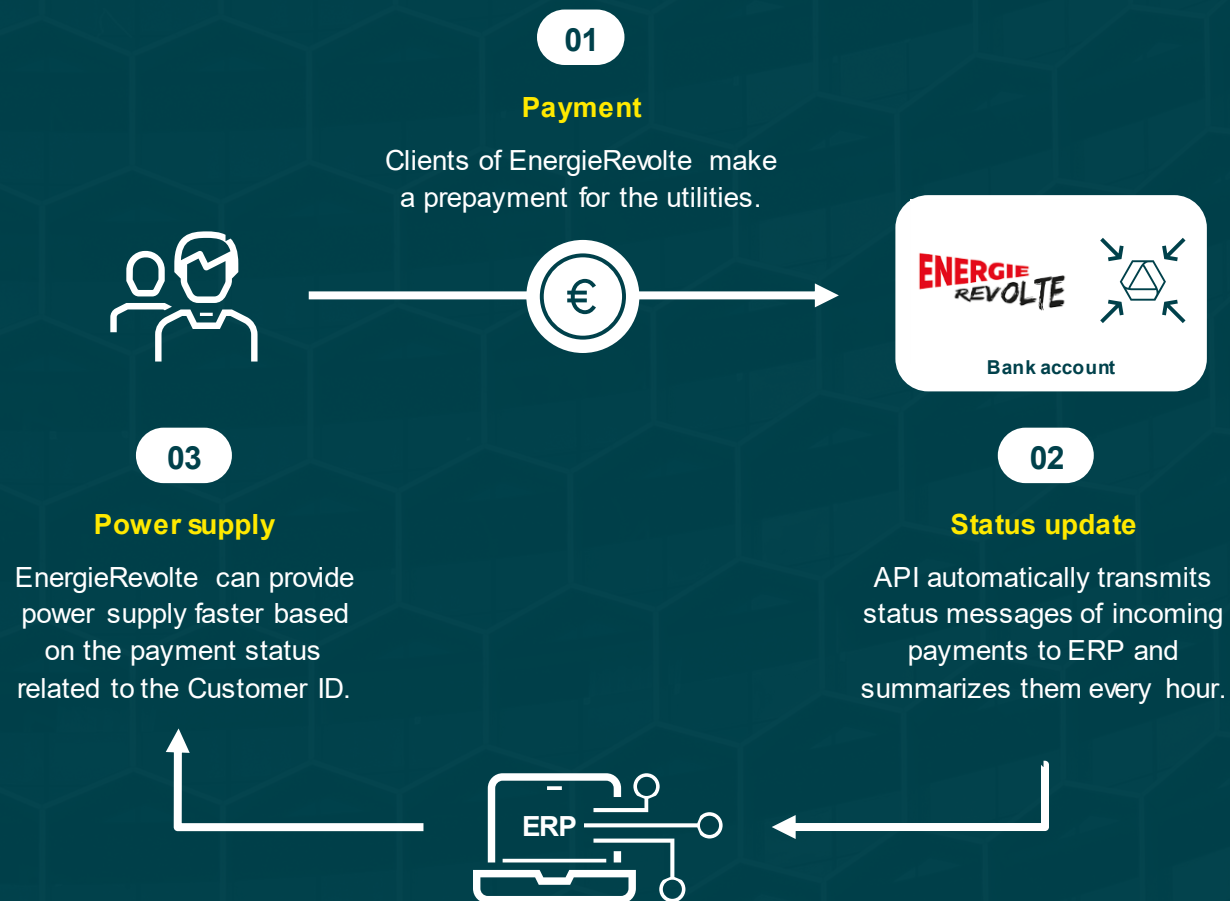 01
Payment
Clients of EnergieRevolte make
a prepayment for the utilities.
€
ENERGIE
REVOLTE
Bank account
02
Status update
API automatically transmits
status messages of incoming
payments to ERP and
summarizes them every hour.
03
Power supply
EnergieRevolte can provide
power supply faster based
on the payment status
related to the Customer ID.
ERP